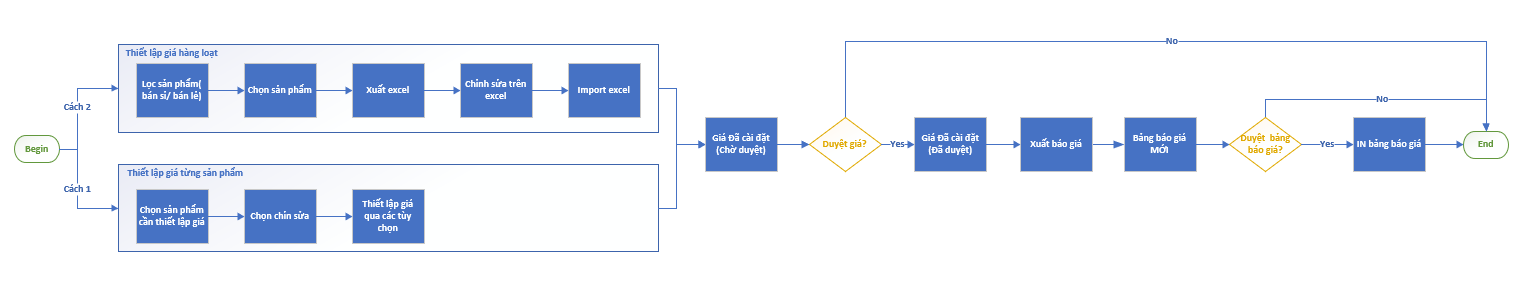 Begin
Cách 2
Thiết lập giá hàng loạt
Lọc sản phẩm(
bán sỉ/ bán lẻ)
Chọn sản phẩm
Xuất excel
Chỉnh sửa trên
excel
Import excel
Cách 1
Thiết lập giá từng sản phẩm
Chọn sản phẩm
cần thiết lập giá
Chọn chỉn sửa
Thiết lập giá
qua các tùy
chọn
Giá Đã cài đặt
(Chờ duyệt)
Duyệt giá?
No
Yes
Giá Đã cài đặt
(Đã duyệt)
Xuất báo giá
Bảng báo giá
MỚI
Duyệt bảng
báo giá?
No
Yes
IN bảng báo giá
End